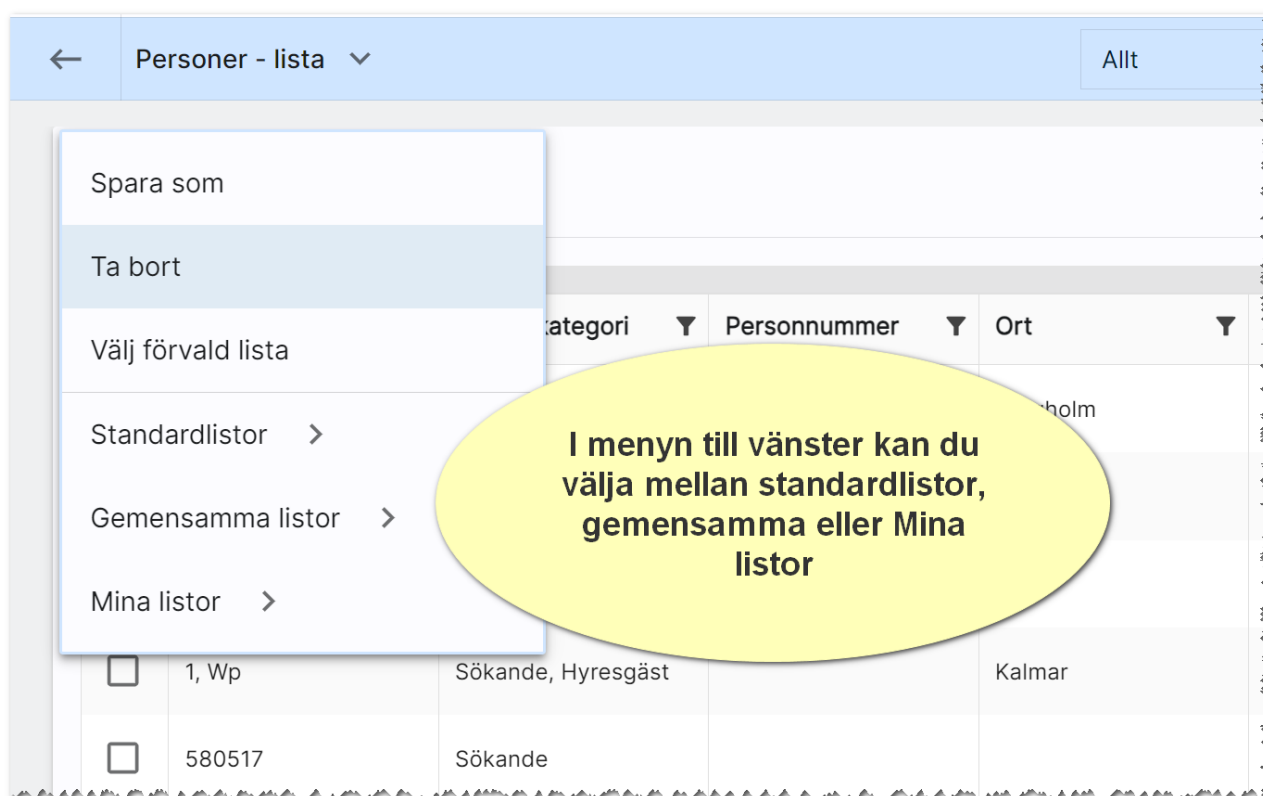 Personer - lista
Allt
Spara som
Ta bort
Välj förvald lista
Standardlistor
Gemensamma listor
Mina listor
Personnummer
Ort
I menyn till vänster kan du
välja mellan standardlistor,
gemensamma eller Mina
listor
1, Wp
Sökande, Hyresgäst
Kalmar
580517
Sökande